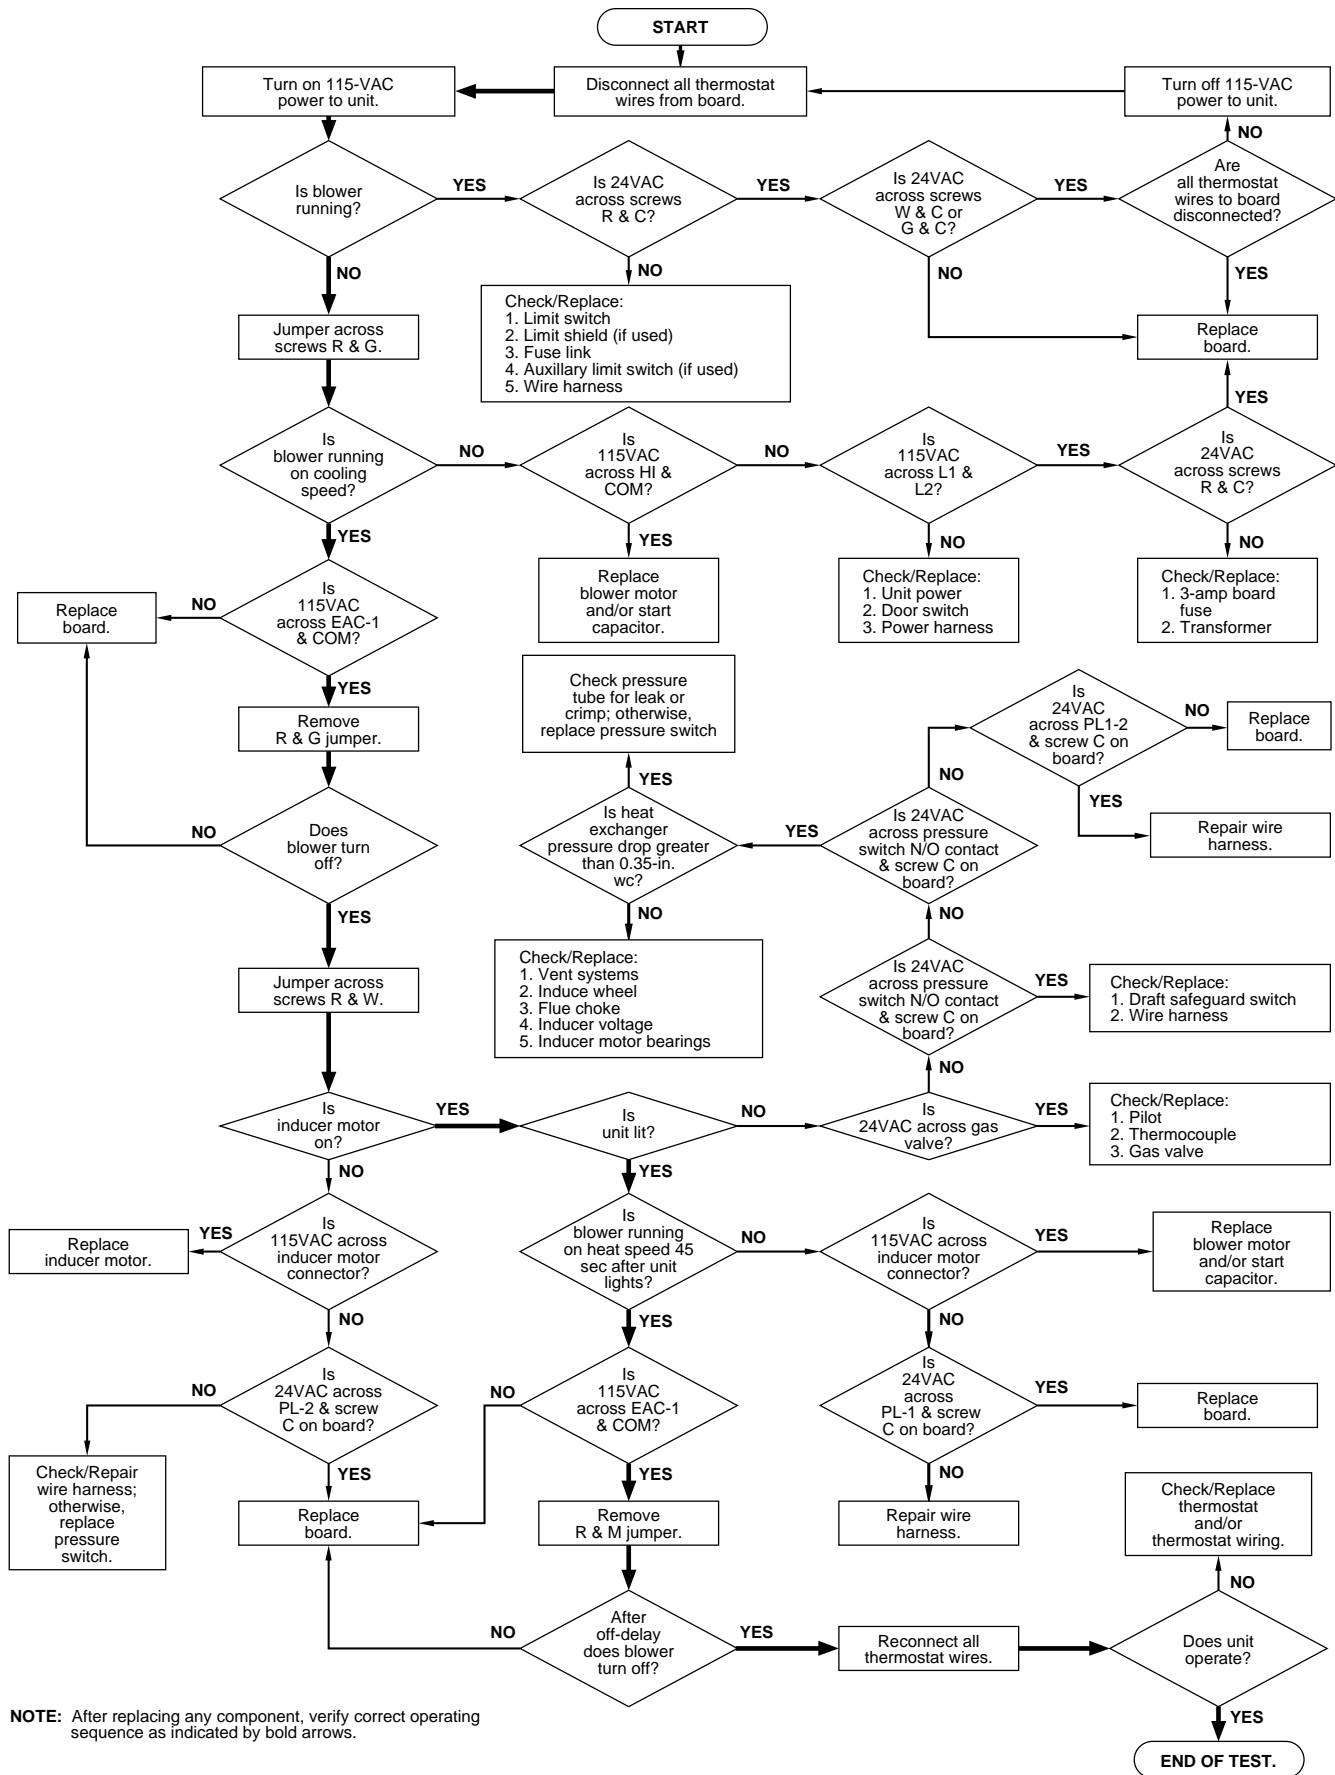 START
Turn on 115-VAC
power to unit.
Disconnect all thermostat
wires from board.
Turn off 115-VAC
power to unit.
NO
Is blower
running?
YES
Is 24VAC
across screws
R & C?
YES
Is 24VAC
across screws
W & C or
G & C?
YES
Are
all thermostat
wires to board
disconnected?
NO
NO
NO
YES
Jumper across
screws R & G.
Check/Replace:
1. Limit switch
2. Limit shield (if used)
3. Fuse link
4. Auxillary limit switch (if used)
5. Wire harness
Replace
board.
YES
Is
blower running
on cooling
speed?
NO
Is
115VAC
across HI &
COM?
NO
Is
115VAC
across L1 &
L2?
YES
Is
24VAC
across screws
R & C?
YES
YES
NO
NO
Replace
board.
NO
Is
115VAC
across EAC-1
& COM?
Replace
blower motor
and/or start
capacitor.
Check/Replace:
1. Unit power
2. Door switch
3. Power harness
Check/Replace:
1. 3-amp board
fuse
2. Transformer
YES
Remove
R & G jumper.
Check pressure
tube for leak or
crimp; otherwise,
replace pressure switch
Is
24VAC
across PL1-2
& screw C on
board?
NO
Replace
board.
YES
NO
YES
NO
Does
blower turn
off?
Is heat
exchanger
pressure drop greater
than 0.35-in.
wc?
YES
Is 24VAC
across pressure
switch N/O contact
& screw C on
board?
Repair wire
harness.
YES
NO
NO
Jumper across
screws R & W.
Check/Replace:
1. Vent systems
2. Induce wheel
3. Flue choke
4. Inducer voltage
5. Inducer motor bearings
Is 24VAC
across pressure
switch N/O contact
& screw C on
board?
YES
Check/Replace:
1. Draft safeguard switch
2. Wire harness
NO
Is
inducer motor
on?
YES
Is
unit lit?
NO
Is
24VAC across gas
valve?
YES
Check/Replace:
1. Pilot
2. Thermocouple
3. Gas valve
NO
YES
Replace
inducer motor.
YES
Is
115VAC across
inducer motor
connector?
Is
blower running
on heat speed 45
sec after unit
lights?
NO
Is
115VAC across
inducer motor
connector?
YES
Replace
blower motor
and/or start
capacitor.
NO
YES
NO
NO
Is
24VAC across
PL-2 & screw
C on board?
NO
Is
115VAC
across EAC-1
& COM?
Is
24VAC
across
PL-1 & screw
C on board?
YES
Replace
board.
Check/Repair
wire harness;
otherwise,
replace
pressure
switch.
YES
YES
NO
Replace
board.
Remove
R & M jumper.
Repair wire
harness.
Check/Replace
thermostat
and/or
thermostat wiring.
NO
NO
After
off-delay
does blower
turn off?
YES
Reconnect all
thermostat wires.
Does unit
operate?
NOTE: After replacing any component, verify correct operating
sequence as indicated by bold arrows.
YES
END OF TEST.